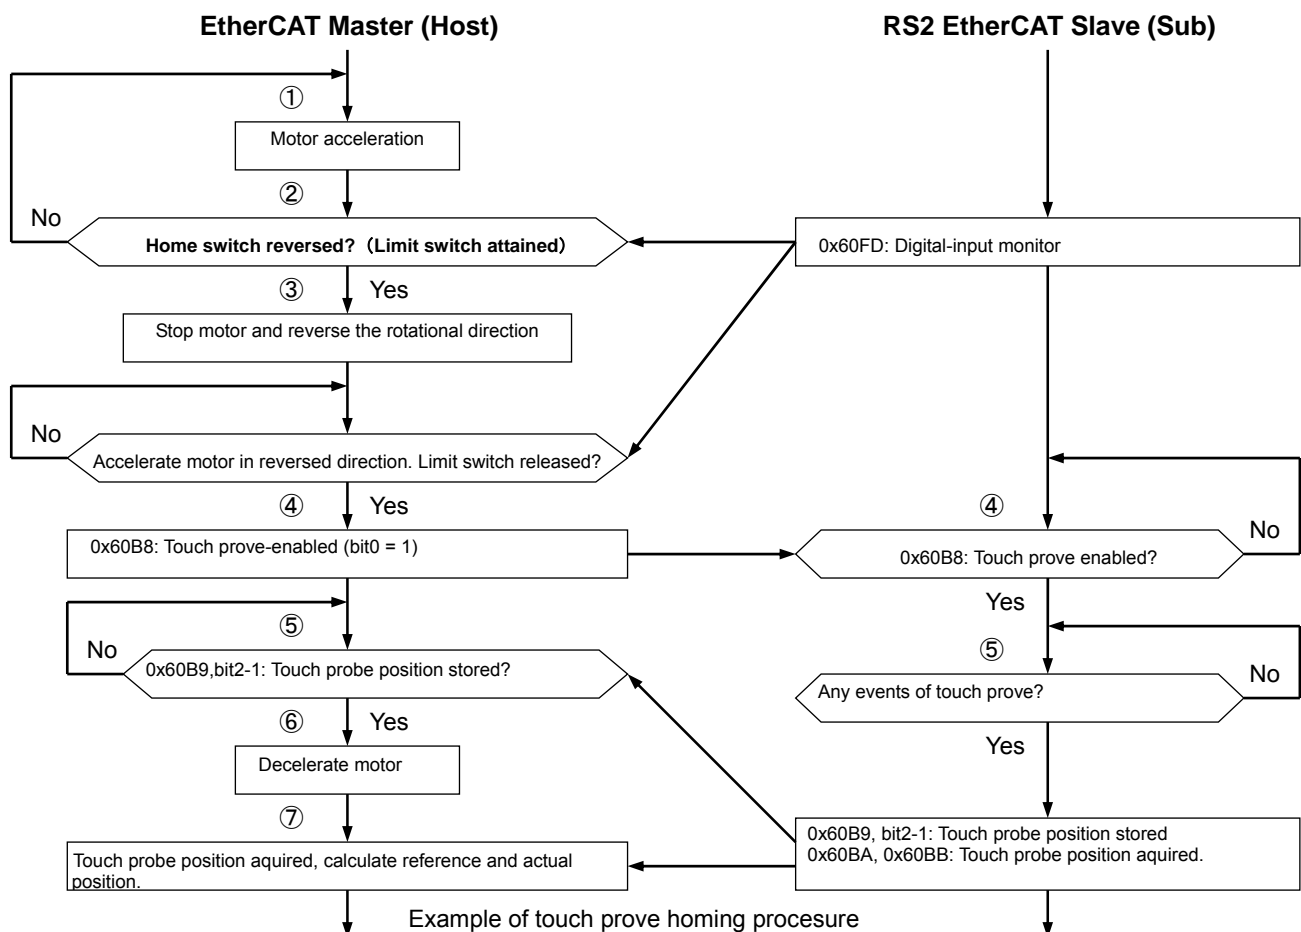 EtherCAT Master (Host)
RS2 EtherCAT Slave (Sub)
①
Motor acceleration
②
No
Home switch reversed?（Limit switch attained）
0x60FD: Digital-input monitor
③
Yes
Stop motor and reverse the rotational direction
No
Accelerate motor in reversed direction. Limit switch released?
④
Yes
④
No
0x60B8: Touch prove-enabled (bit0 = 1)
0x60B8: Touch prove enabled?
Yes
⑤
No
0x60B9,bit2-1: Touch probe position stored?
⑤
No
Any events of touch prove?
⑥
Yes
Yes
Decelerate motor
⑦
0x60B9, bit2-1: Touch probe position stored
0x60BA, 0x60BB: Touch probe position aquired.
Touch probe position aquired, calculate reference and actual
position.
Example of touch prove homing procesure